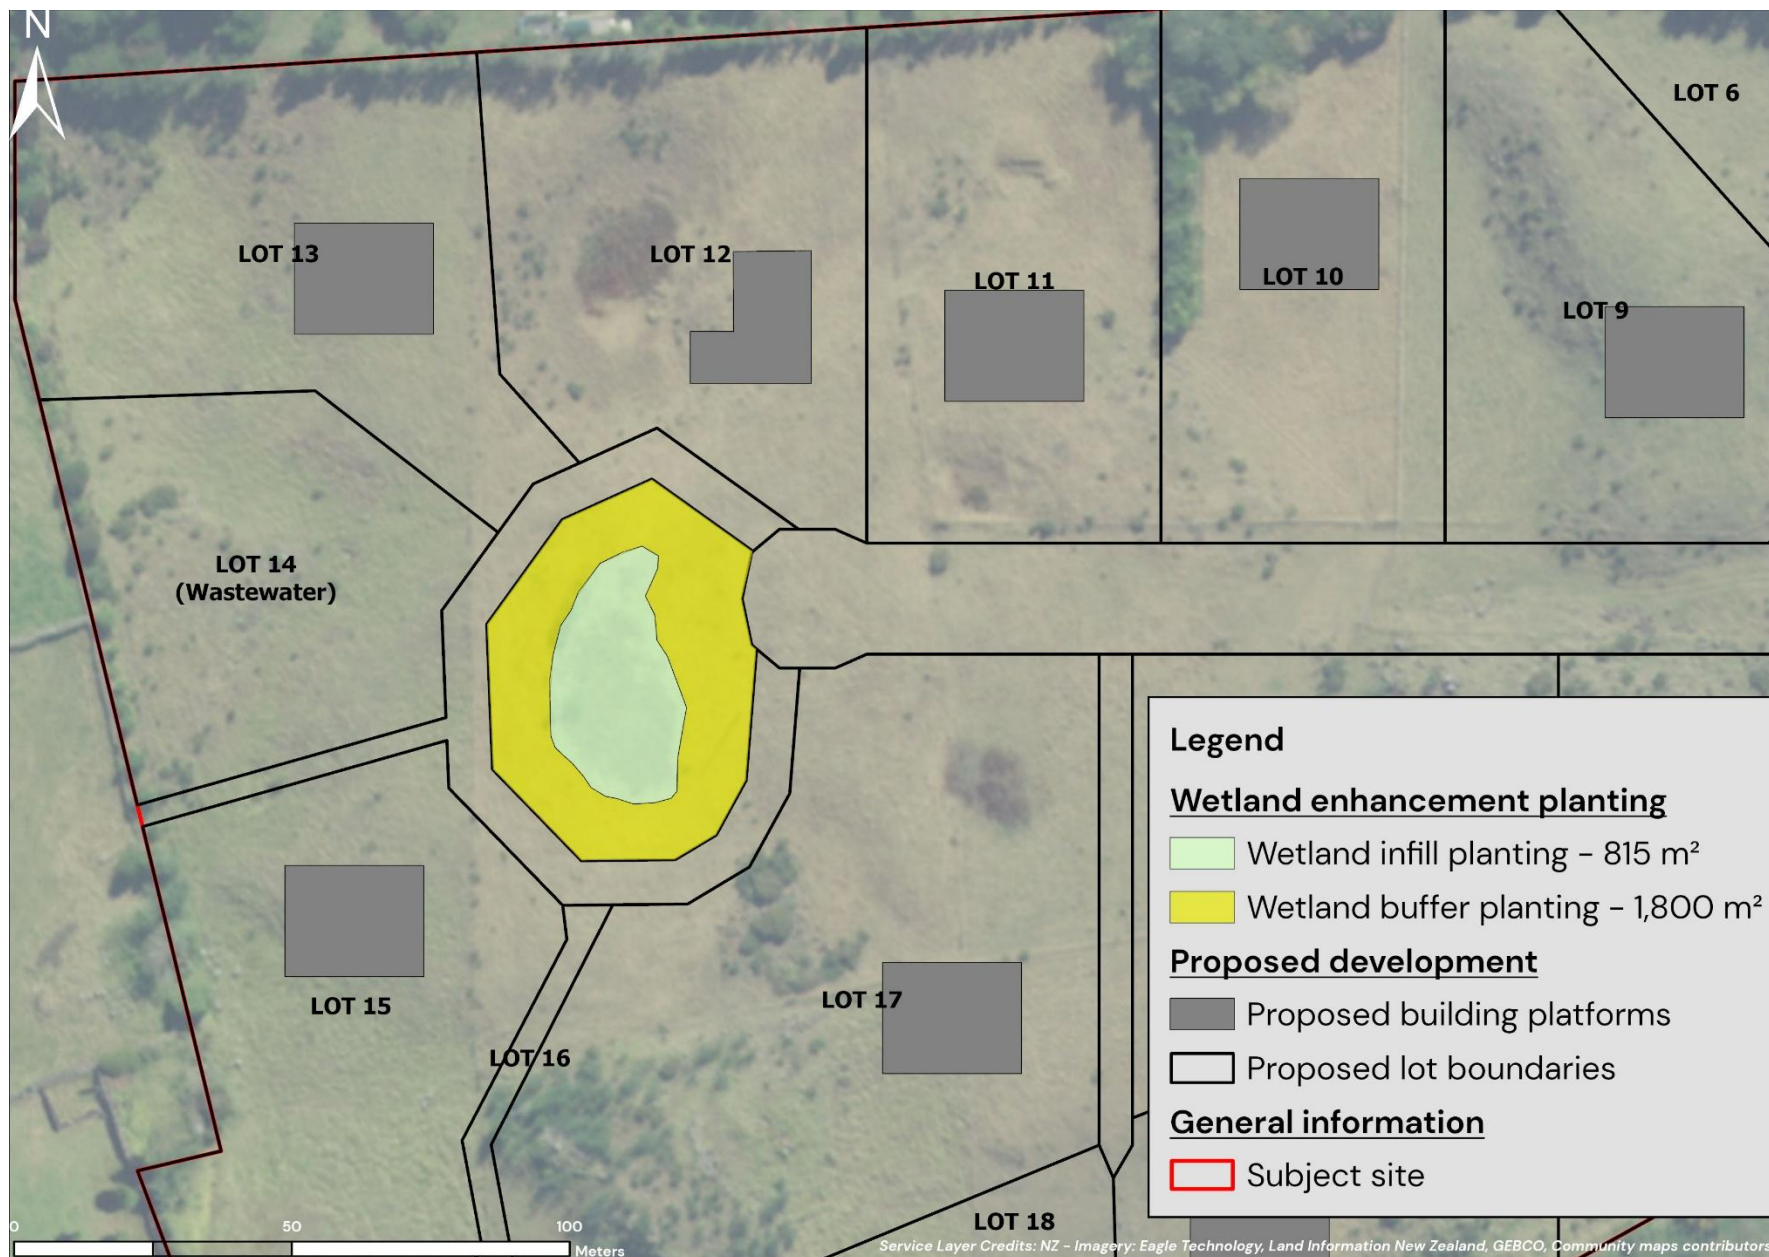 N
LOT 6
LOT 13
LOT 12
LOT 11
LOT 10
LOT 9
LOT 14
(Wastewater)
LOT 15
LOT 16
LOT 17
LOT 18
Legend
Wetland enhancement planting
Wetland infill planting – 815 m²
Wetland buffer planting – 1,800 m²
Proposed development
Proposed building platforms
Proposed lot boundaries
General information
Subject site
0 50 100
Meters
Service Layer Credits: NZ - Imagery: Eagle Technology, Land Information New Zealand, GEBCO, Community maps contributors